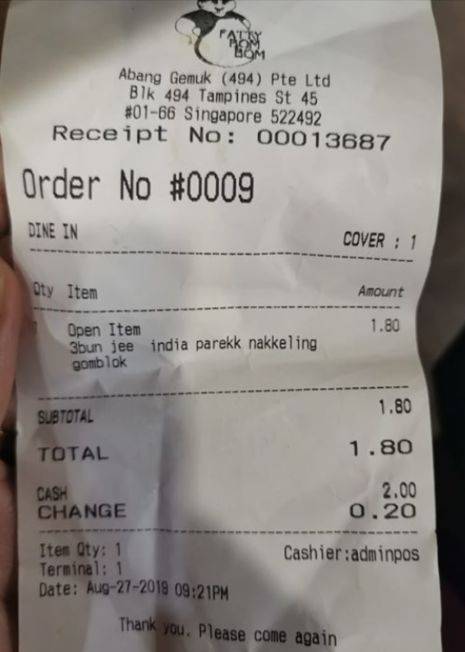 FATTY
BOM
BOM
Abang Gemuk (494) Pte Ltd
Blk 494 Tampines St 45
#01-66 Singapore 522492
Receipt No: 00013687
Order No #0009
DINE IN COVER : 1
Qty Item Amount
Open Item 1.80
3bun jee india parekk nakkeling
gomblok
SUBTOTAL 1.80
TOTAL 1.80
CASH 2.00
CHANGE 0.20
Item Qty: 1 Cashier:adminpos
Terminal: 1
Date: Aug-27-2019 09:21PM
Thank you. Please come again